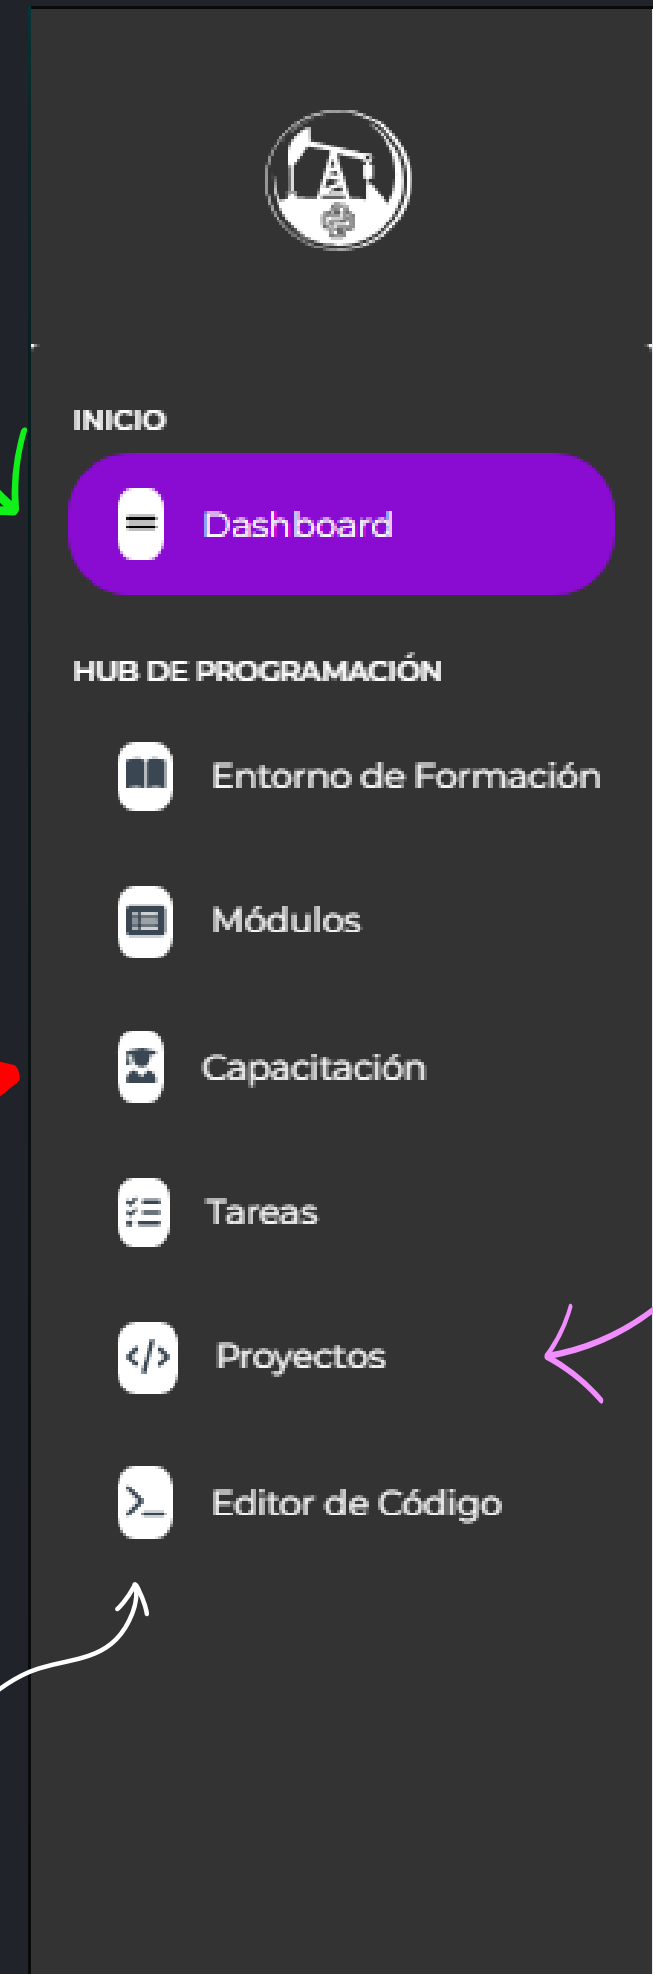 INICIO
Dashboard
HUB DE PROGRAMACIÓN
Entorno de Formación
Módulos
Capacitación
Tareas
Proyectos
Editor de Código